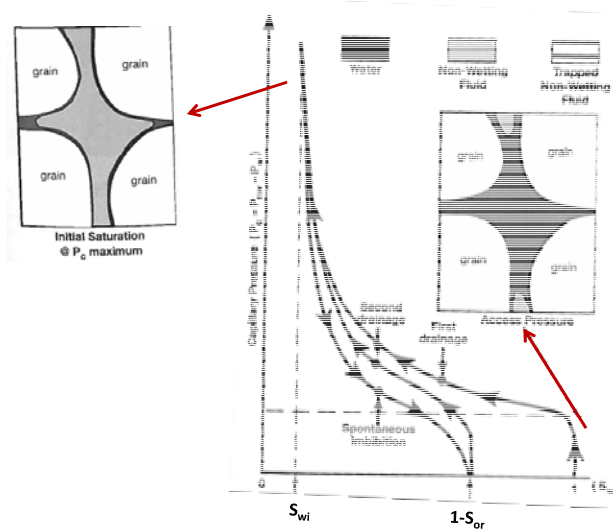 grain
grain
grain
grain
Initial Saturation
@ Pc maximum
Water
Non-Wetting
Fluid
Trapped
Non-Wetting
Fluid
grain
grain
grain
grain
Access Pressure
Second
drainage
First
drainage
Spontaneous
Imbibition
Swi
1-Sor